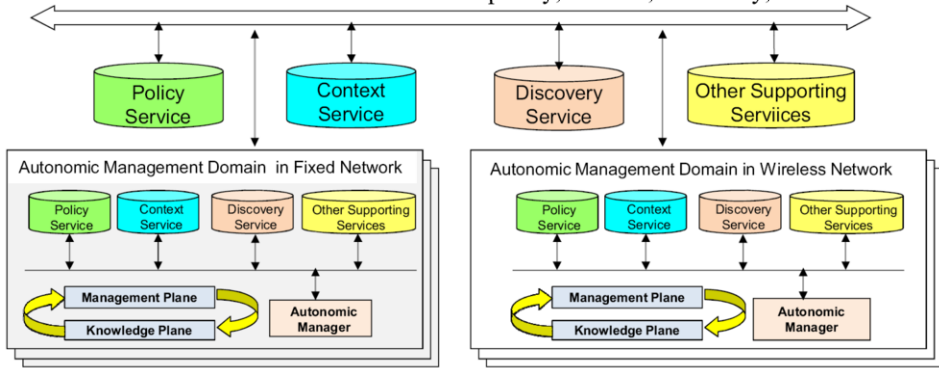 Policy
Service
Context
Service
Discovery
Service
Other Supporting
Serviices
Autonomic Management Domain in Fixed Network
Policy
Service
Context
Service
Discovery
Service
Other Supporting
Services
Management Plane
Knowledge Plane
Autonomic
Manager
Autonomic Management Domain in Wireless Network
Policy
Service
Context
Service
Discovery
Service
Other Supporting
Services
Management Plane
Knowledge Plane
Autonomic
Manager